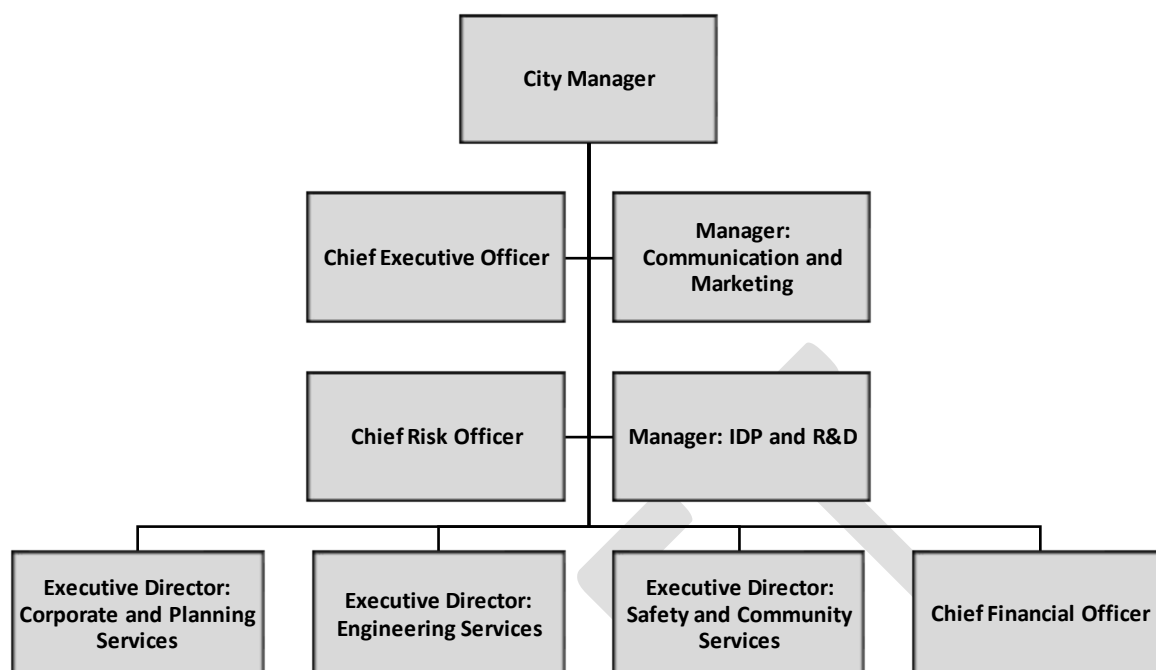 City Manager
Chief Executive Officer
Manager:
Communication and
Marketing
Chief Risk Officer
Manager: IDP and R&D
Executive Director:
Corporate and Planning
Services
Executive Director:
Engineering Services
Executive Director:
Safety and Community
Services
Chief Financial Officer